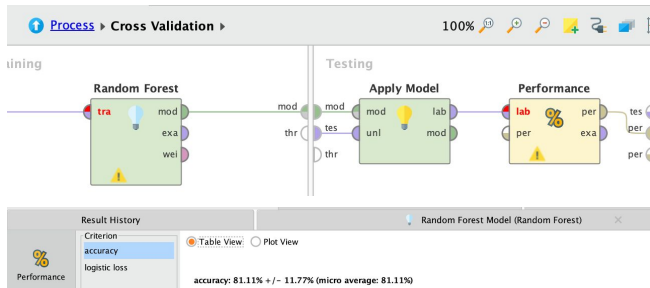 Process ▸ Cross Validation ▸
100%
aining
Testing
Random Forest
Apply Model
Performance
tra
mod
exa
wei
mod
thr
mod
tes
thr
mod
unl
lab
mod
lab
per
per
exa
tes
per
per
Result History
Random Forest Model (Random Forest)
Criterion
accuracy
logistic loss
Performance
Table View
Plot View
accuracy: 81.11% +/- 11.77% (micro average: 81.11%)